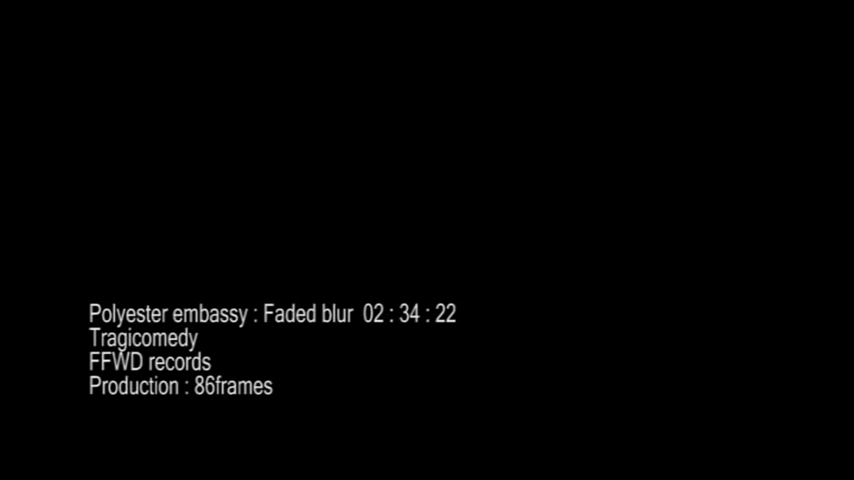 Polyester embassy : Faded blur 02 : 34 : 22
Tragicomedy
FFWD records
Production : 86frames